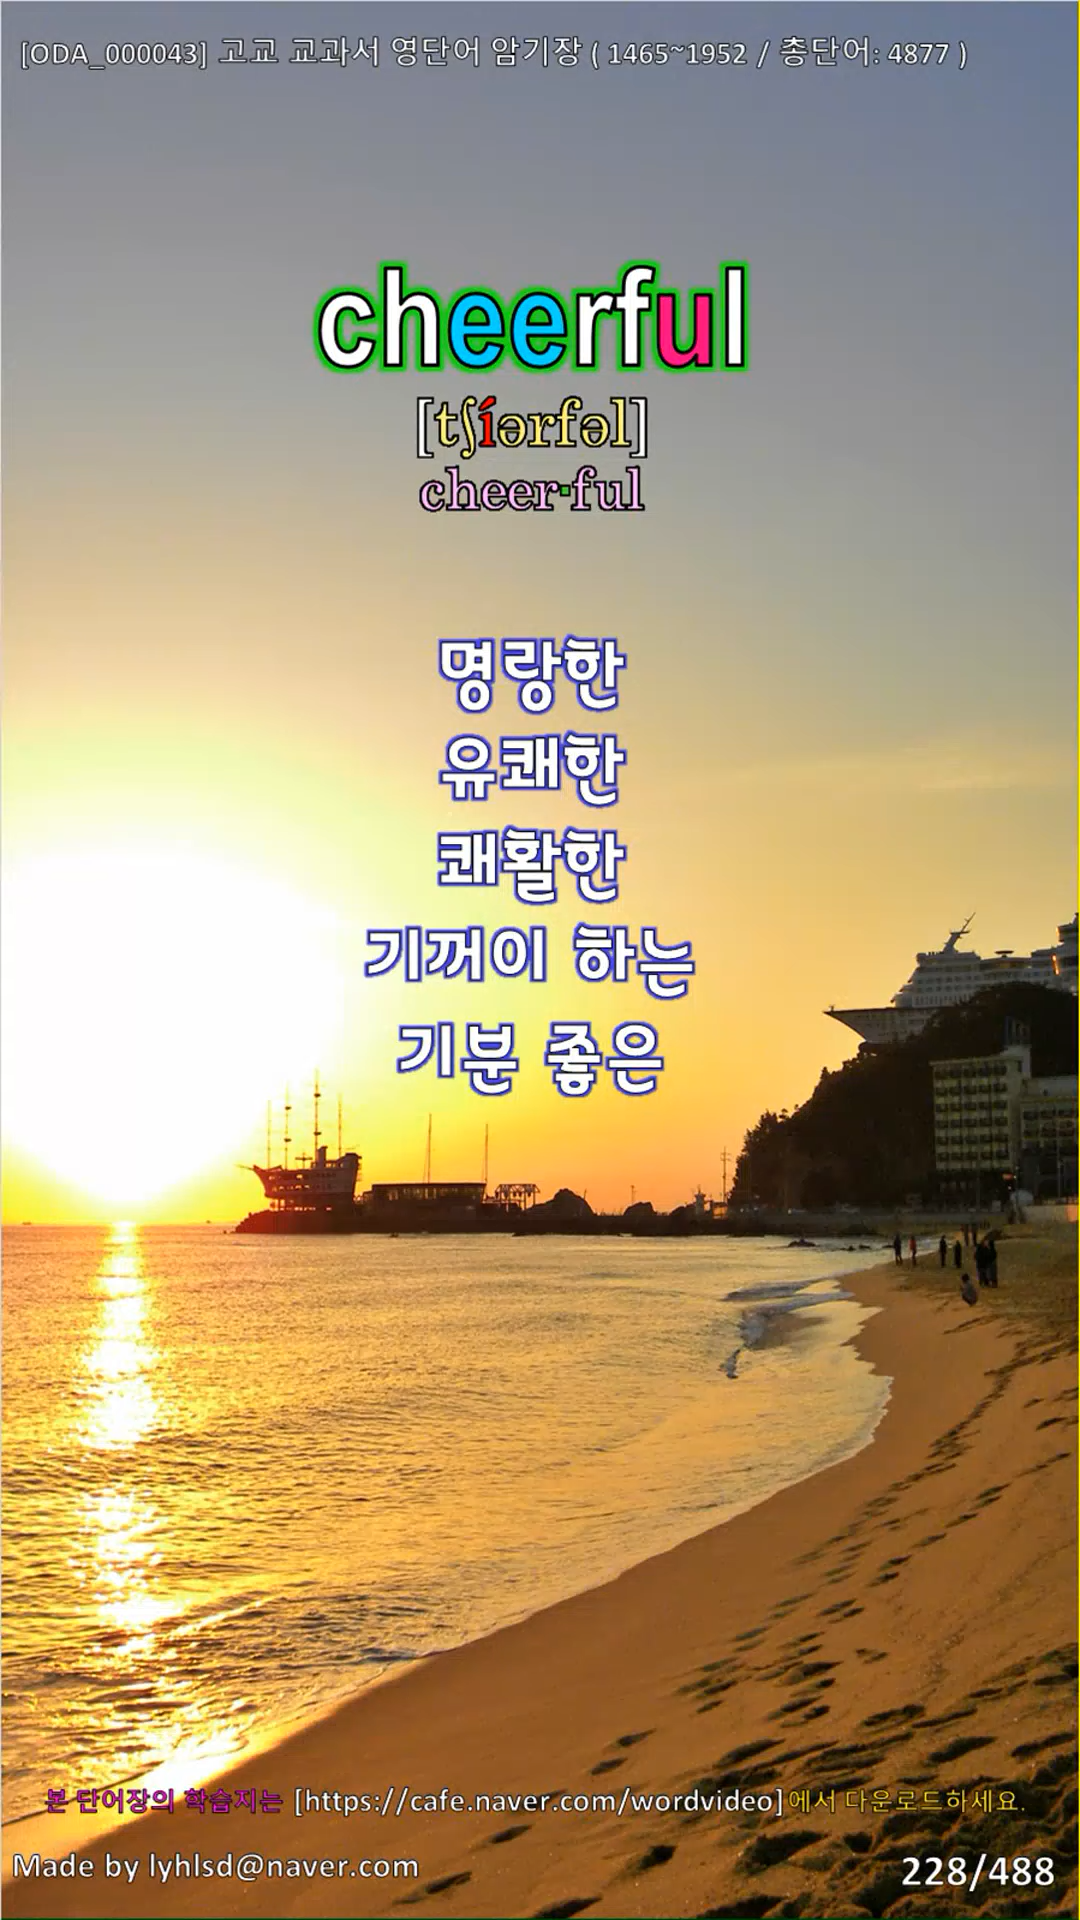 [ODA_000043] 고교 교과서 영단어 암기장 ( 1465~1952 / 총단어: 4877 )
cheerful
[tʃíərfəl]
cheer·ful
명랑한
유쾌한
쾌활한
기꺼이 하는
기분 좋은
본 단어장의 학습지는 [https://cafe.naver.com/wordvideo]에서 다운로드하세요.
Made by lyhlsd@naver.com
228/488